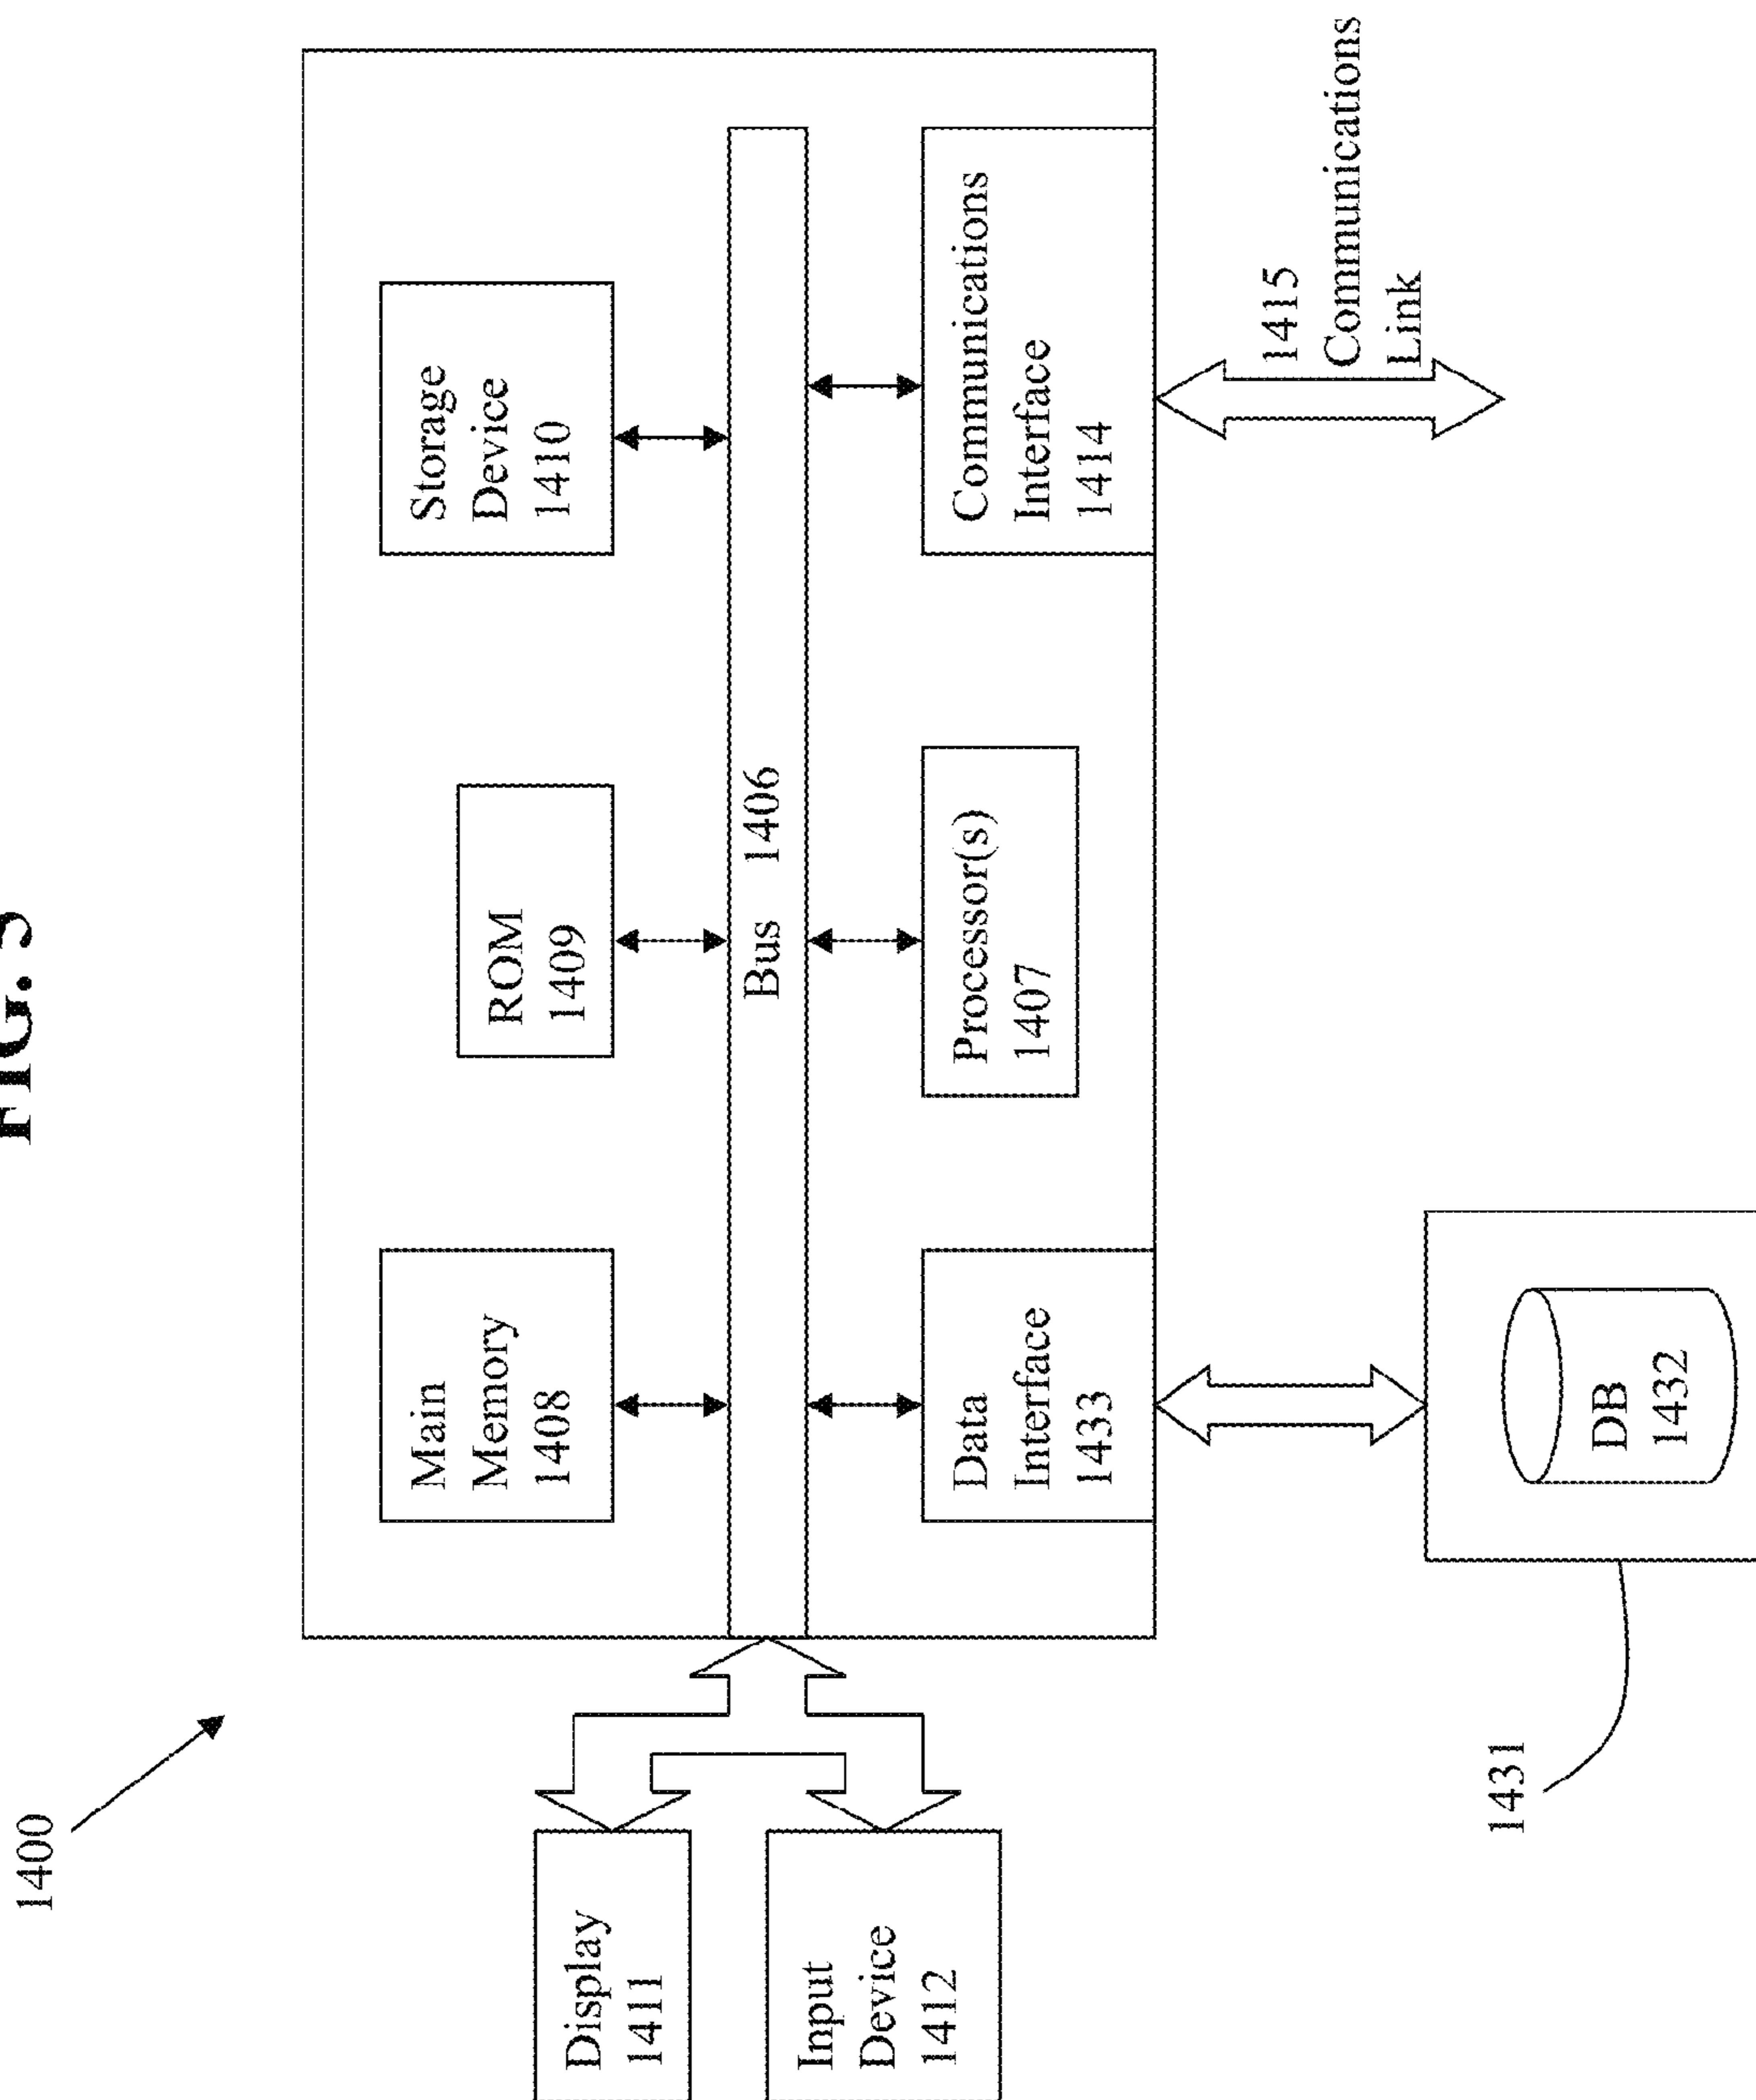 FIG.
1400
Main
Memory
1408
ROM
1409
Storage
Device
1410
Display
1411
Bus 1406
Input
Device
1412
Data
Interface
1433
Processor(s)
1407
Communications
Interface
1414
1415
Communications
Link
1431
DB
1432